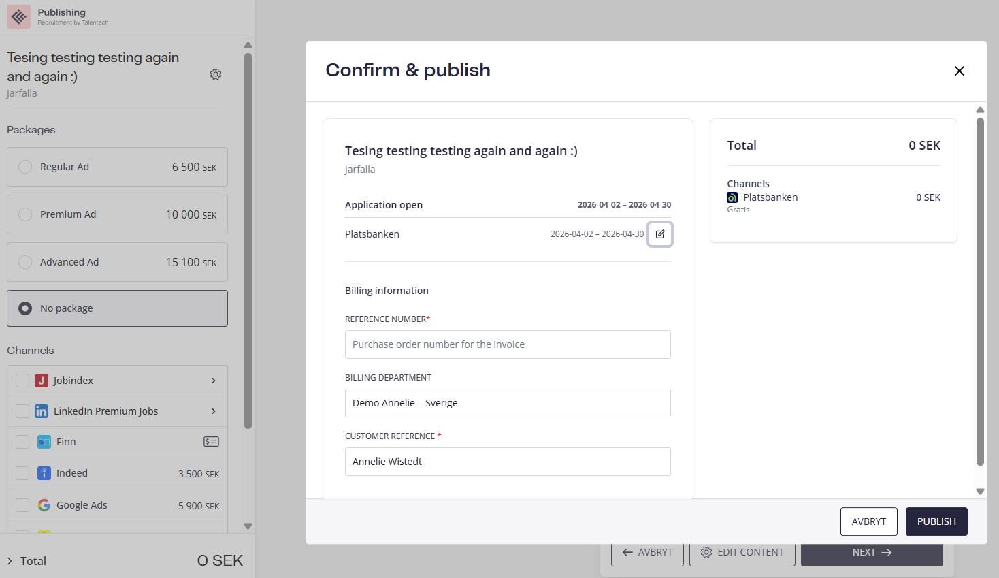 Publishing
Recruitment by Talentech
Tesing testing testing again
and again :)
Jarfalla
Packages
Regular Ad 6 500 SEK
Premium Ad 10 000 SEK
Advanced Ad 15 100 SEK
No package
Channels
Jobindex
LinkedIn Premium Jobs
Finn
Indeed 3 500 SEK
Google Ads 5 900 SEK
Total 0 SEK
Confirm & publish
Tesing testing testing again and again :)
Jarfalla
Application open 2026-04-02 – 2026-04-30
Platsbanken 2026-04-02 – 2026-04-30
Billing information
REFERENCE NUMBER*
Purchase order number for the invoice
BILLING DEPARTMENT
Demo Annelie  - Sverige
CUSTOMER REFERENCE *
Annelie Wistedt
Total 0 SEK
Channels
Platsbanken 0 SEK
Gratis
AVBRYT PUBLISH
AVBRYT EDIT CONTENT NEXT